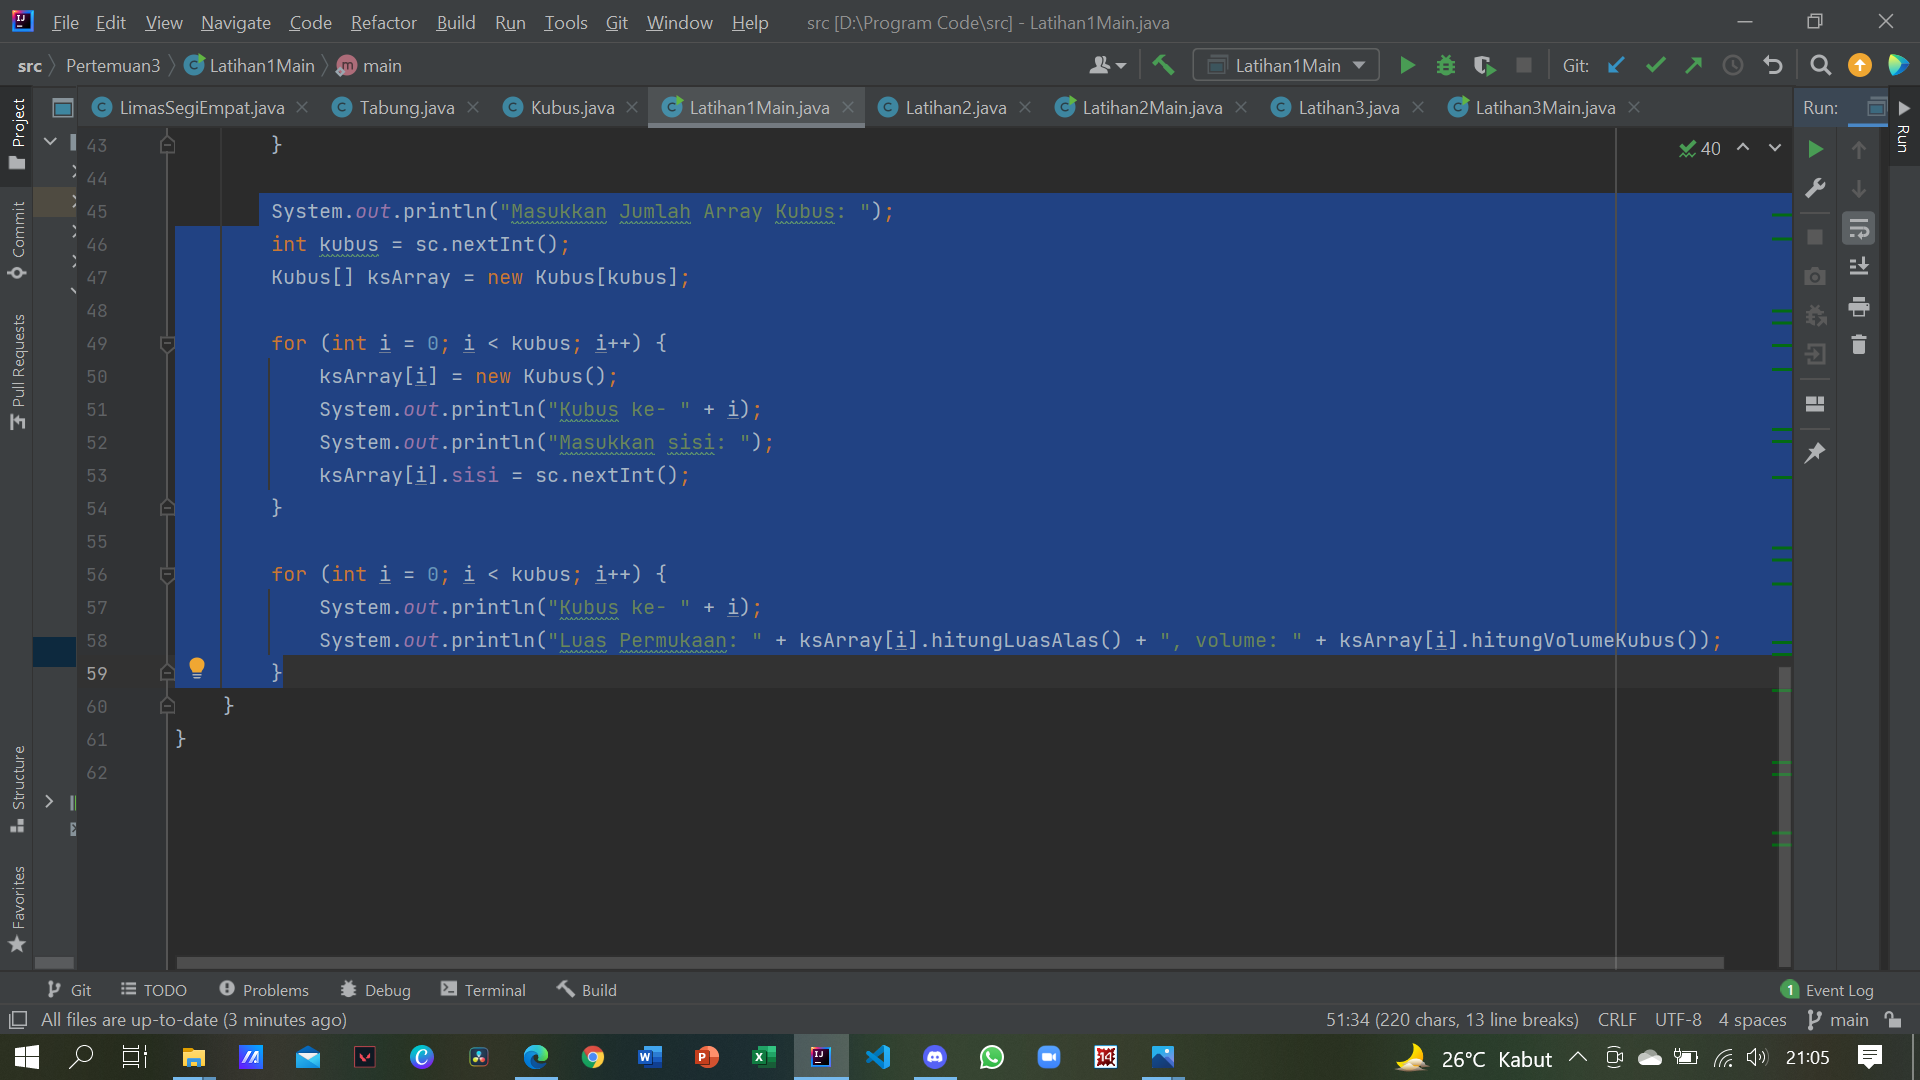 File Edit View Navigate Code Refactor Build Run Tools Git Window Help src [D:\Program Code\src] - Latihan1Main.java
src Pertemuan3 Latihan1Main main Latihan1Main Git:
LimasSegiEmpat.java Tabung.java Kubus.java Latihan1Main.java Latihan2.java Latihan2Main.java Latihan3.java Latihan3Main.java Run:
Project
Commit
Pull Requests
Structure
Favorites
Run
40
43 }
44
45 System.out.println("Masukkan Jumlah Array Kubus: ");
46 int kubus = sc.nextInt();
47 Kubus[] ksArray = new Kubus[kubus];
48
49 for (int i = 0; i < kubus; i++) {
50 ksArray[i] = new Kubus();
51 System.out.println("Kubus ke- " + i);
52 System.out.println("Masukkan sisi: ");
53 ksArray[i].sisi = sc.nextInt();
54 }
55
56 for (int i = 0; i < kubus; i++) {
57 System.out.println("Kubus ke- " + i);
58 System.out.println("Luas Permukaan: " + ksArray[i].hitungLuasAlas() + ", volume: " + ksArray[i].hitungVolumeKubus());
59 }
60 }
61 }
62
Git TODO Problems Debug Terminal Build 1 Event Log
All files are up-to-date (3 minutes ago) 51:34 (220 chars, 13 line breaks) CRLF UTF-8 4 spaces main
26°C Kabut 21:05